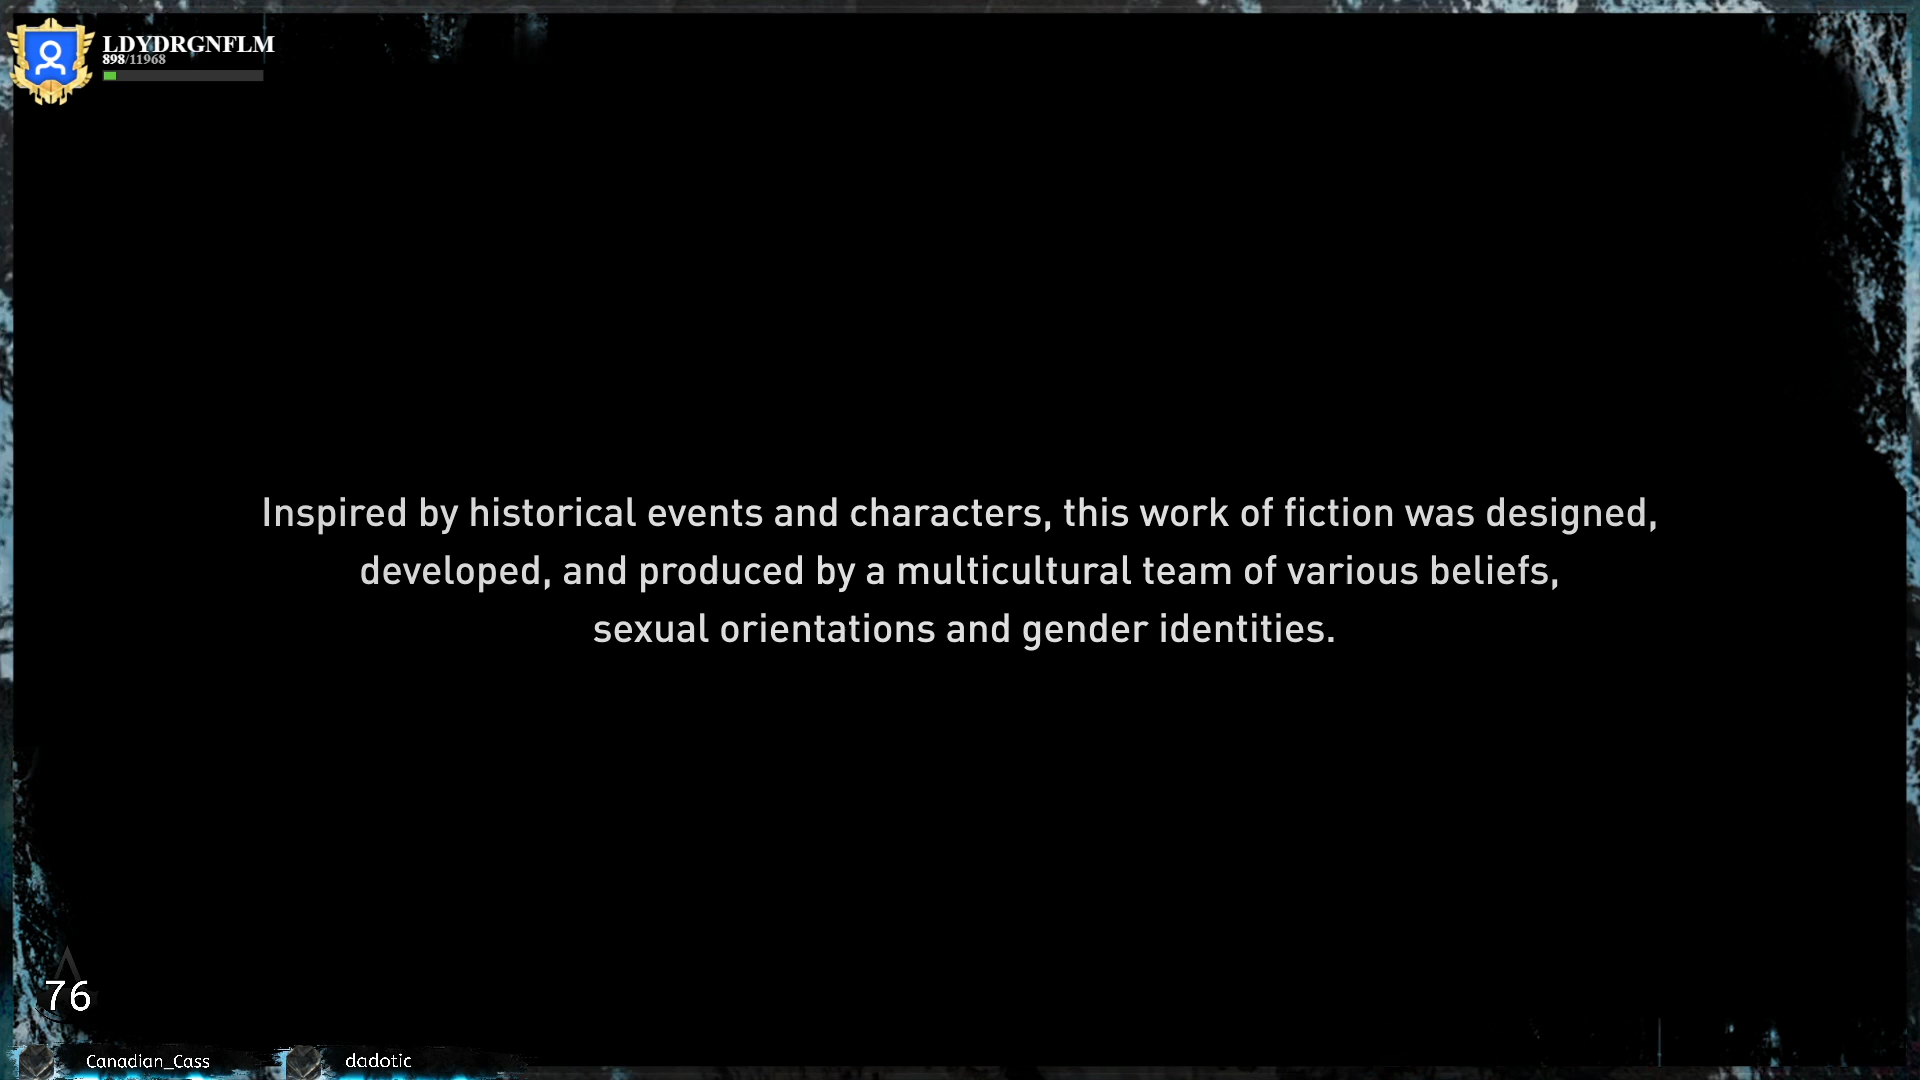 LDYDRGNFLM
898/11968
Inspired by historical events and characters, this work of fiction was designed,
developed, and produced by a multicultural team of various beliefs,
sexual orientations and gender identities.
76
Canadian_Cass
dadotic